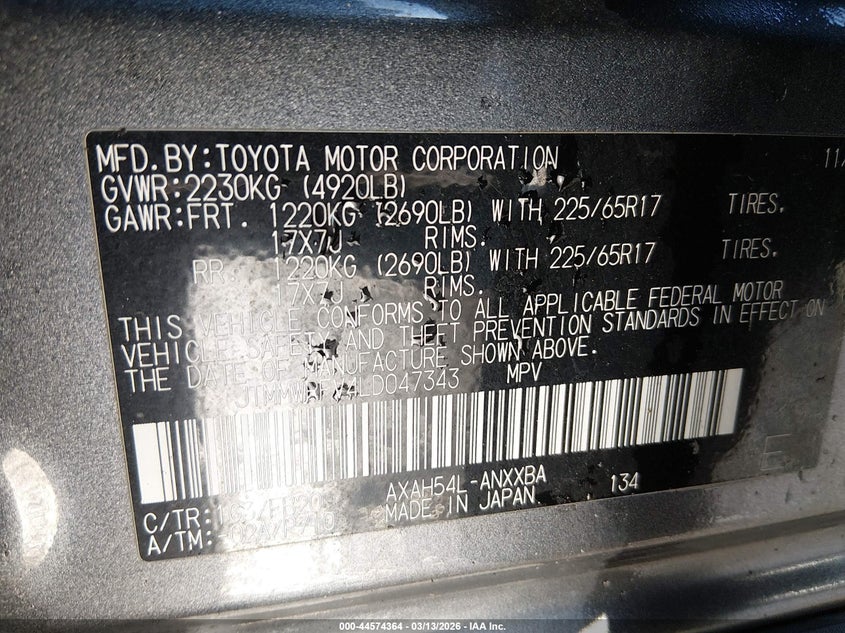 MFD.BY:TOYOTA MOTOR CORPORATION 11/
GVWR:2230KG (4920LB)
GAWR:FRT. 1220KG (2690LB) WITH 225/65R17 TIRES.
17X7J RIMS.
RR. 1220KG (2690LB) WITH 225/65R17 TIRES.
17X7J RIMS.
THIS VEHICLE CONFORMS TO ALL APPLICABLE FEDERAL MOTOR
VEHICLE SAFETY AND THEFT PREVENTION STANDARDS IN EFFECT ON
THE DATE OF MANUFACTURE SHOWN ABOVE.
MPV
E
AXAH54L-ANXXBA 134
C/TR:
MADE IN JAPAN
A/TM:
000-44574364 | 03/13/2026 | IAA Inc.